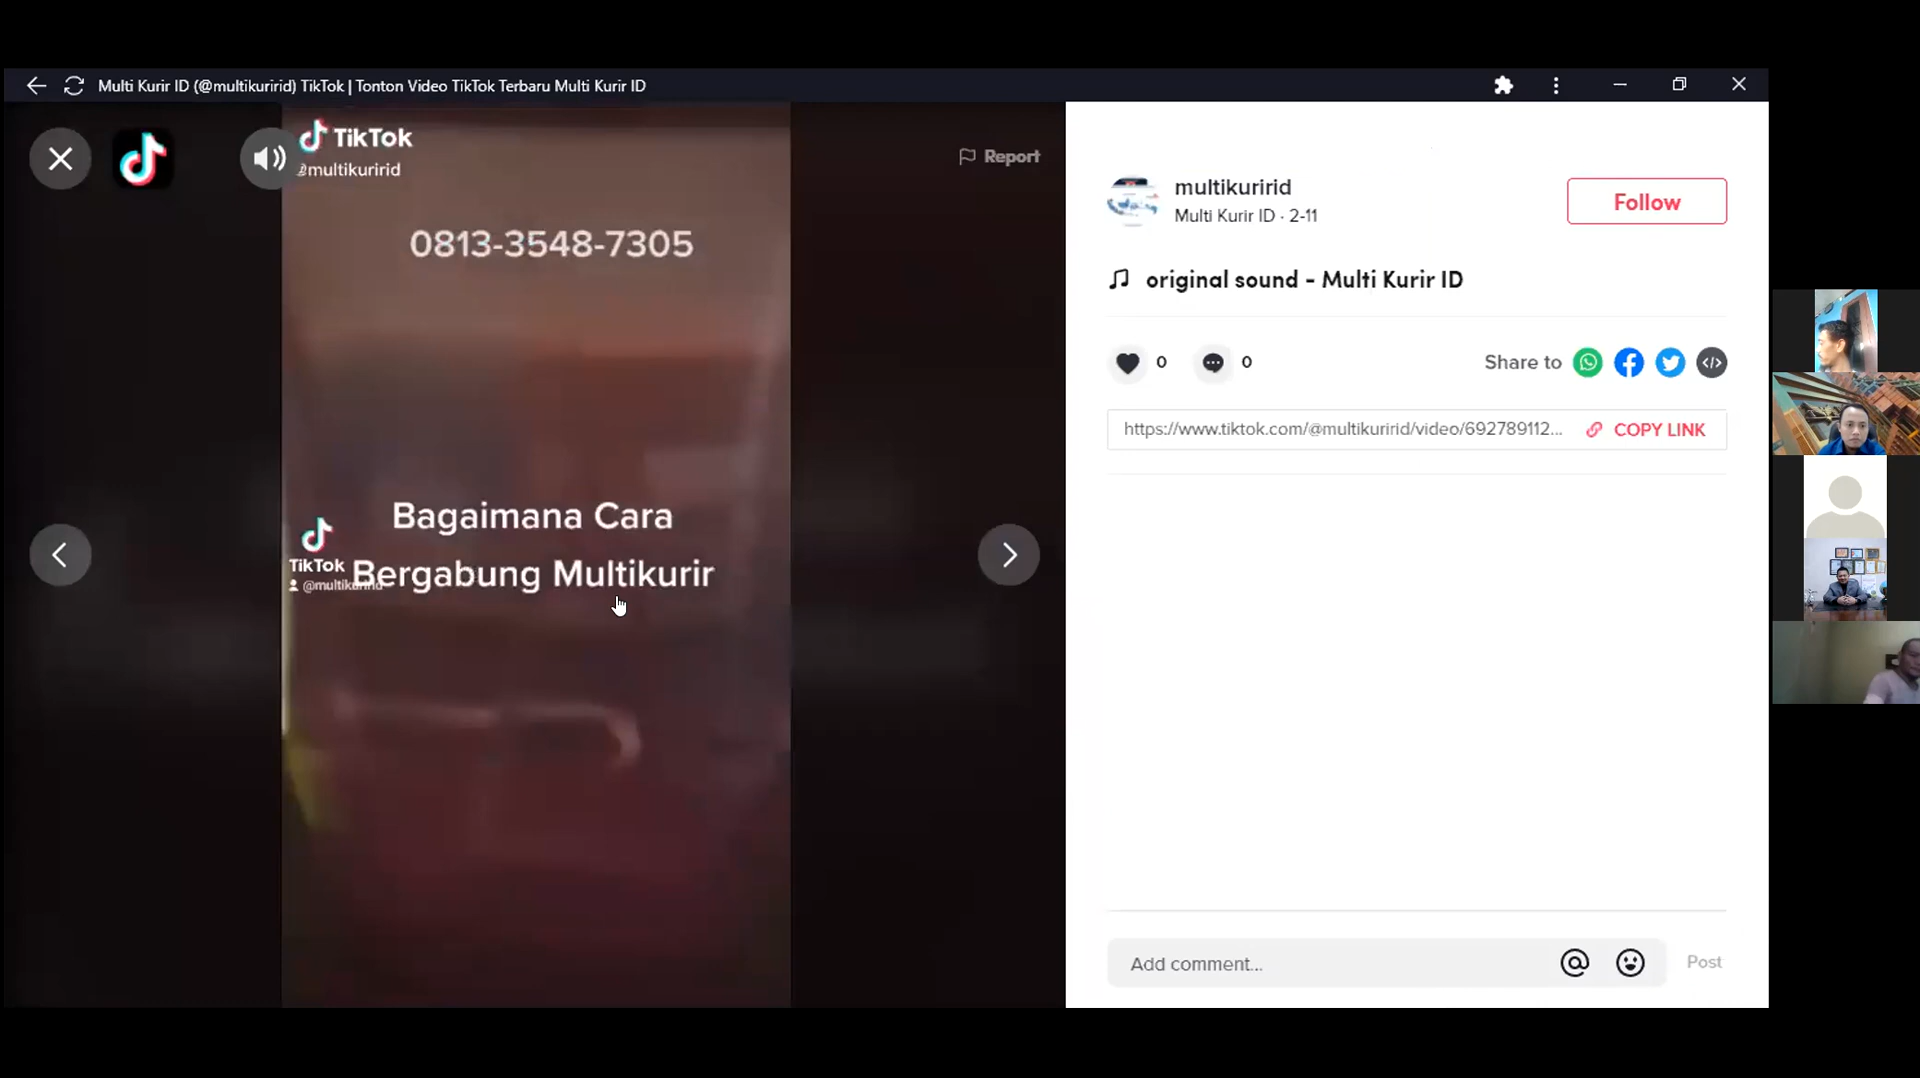 Multi Kurir ID (@multikuririd) TikTok | Tonton Video TikTok Terbaru Multi Kurir ID
TikTok
@multikuririd
Report
0813-3548-7305
Bagaimana Cara
Bergabung Multikurir
TikTok
@multikuririd
multikuririd
Multi Kurir ID · 2-11
Follow
original sound - Multi Kurir ID
0
0
Share to
https://www.tiktok.com/@multikuririd/video/692789112...
COPY LINK
Add comment...
Post